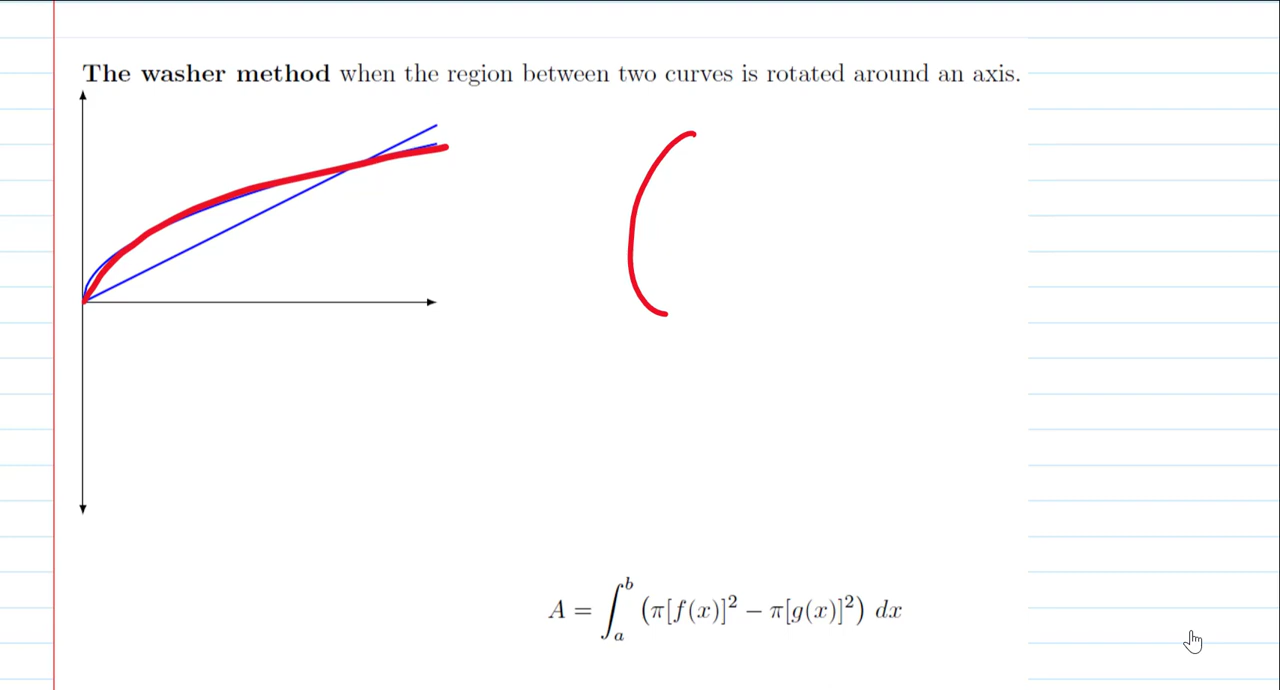 The washer method when the region between two curves is rotated around an axis.
A = ∫_a^b (π[f(x)]² − π[g(x)]²) dx